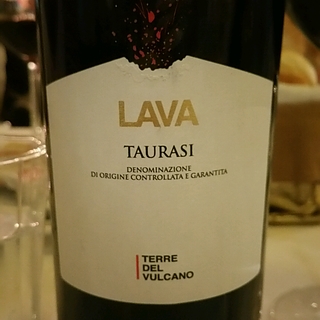 LAVA
TAURASI
DENOMINAZIONE
DI ORIGINE CONTROLLATA E GARANTITA
TERRE
DEL
VULCANO